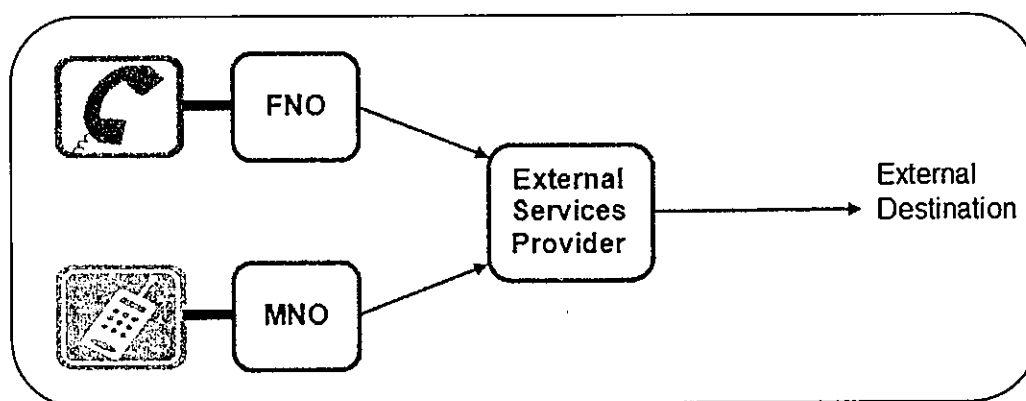 FNO
External
Services
Provider
External
Destination
MNO